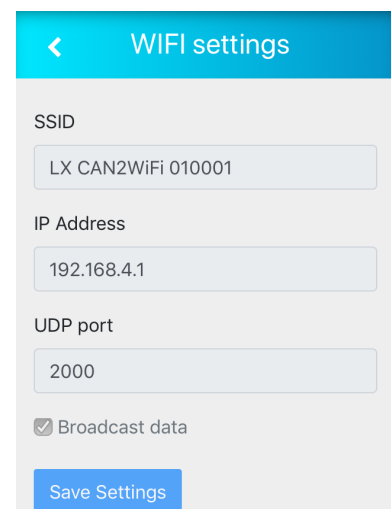 WIFI settings
SSID
LX CAN2WiFi 010001
IP Address
192.168.4.1
UDP port
2000
Broadcast data
Save Settings